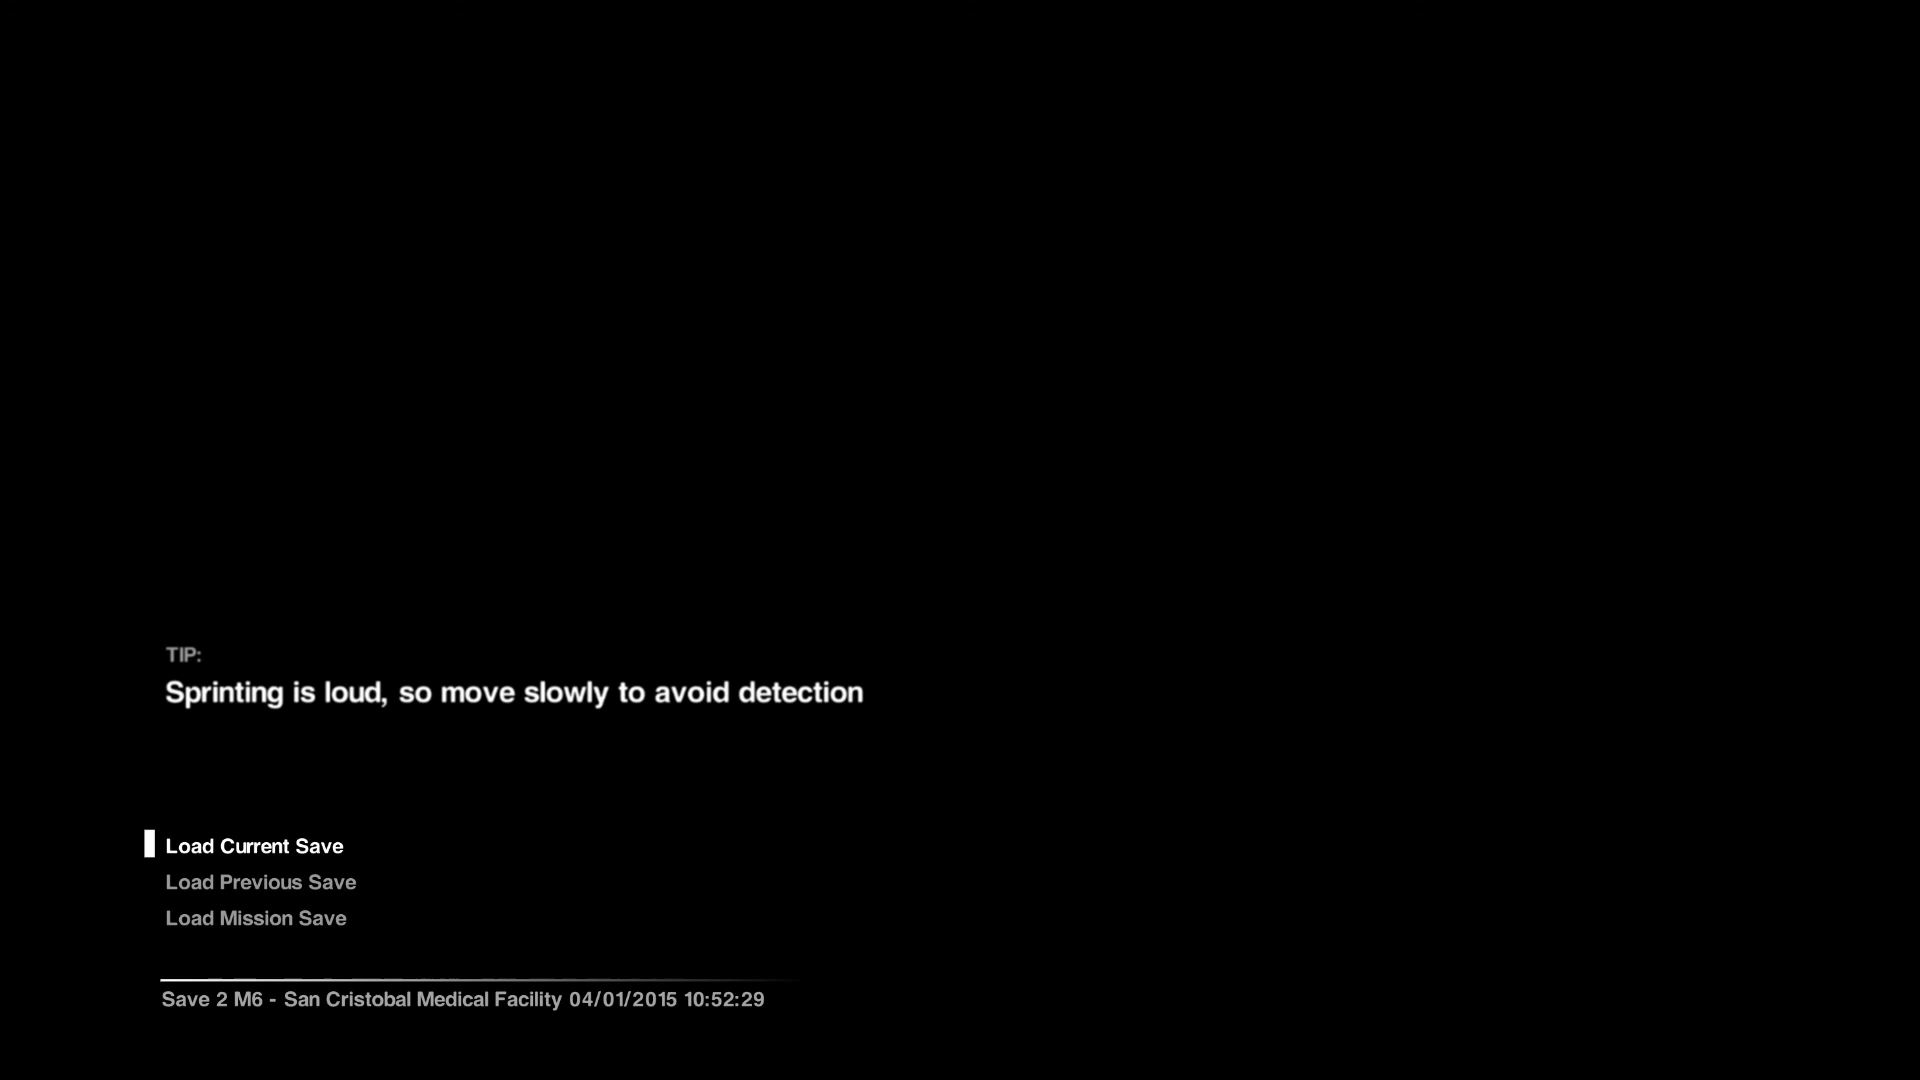 TIP:
Sprinting is loud, so move slowly to avoid detection
Load Current Save
Load Previous Save
Load Mission Save
Save 2 M6 - San Cristobal Medical Facility 04/01/2015 10:52:29